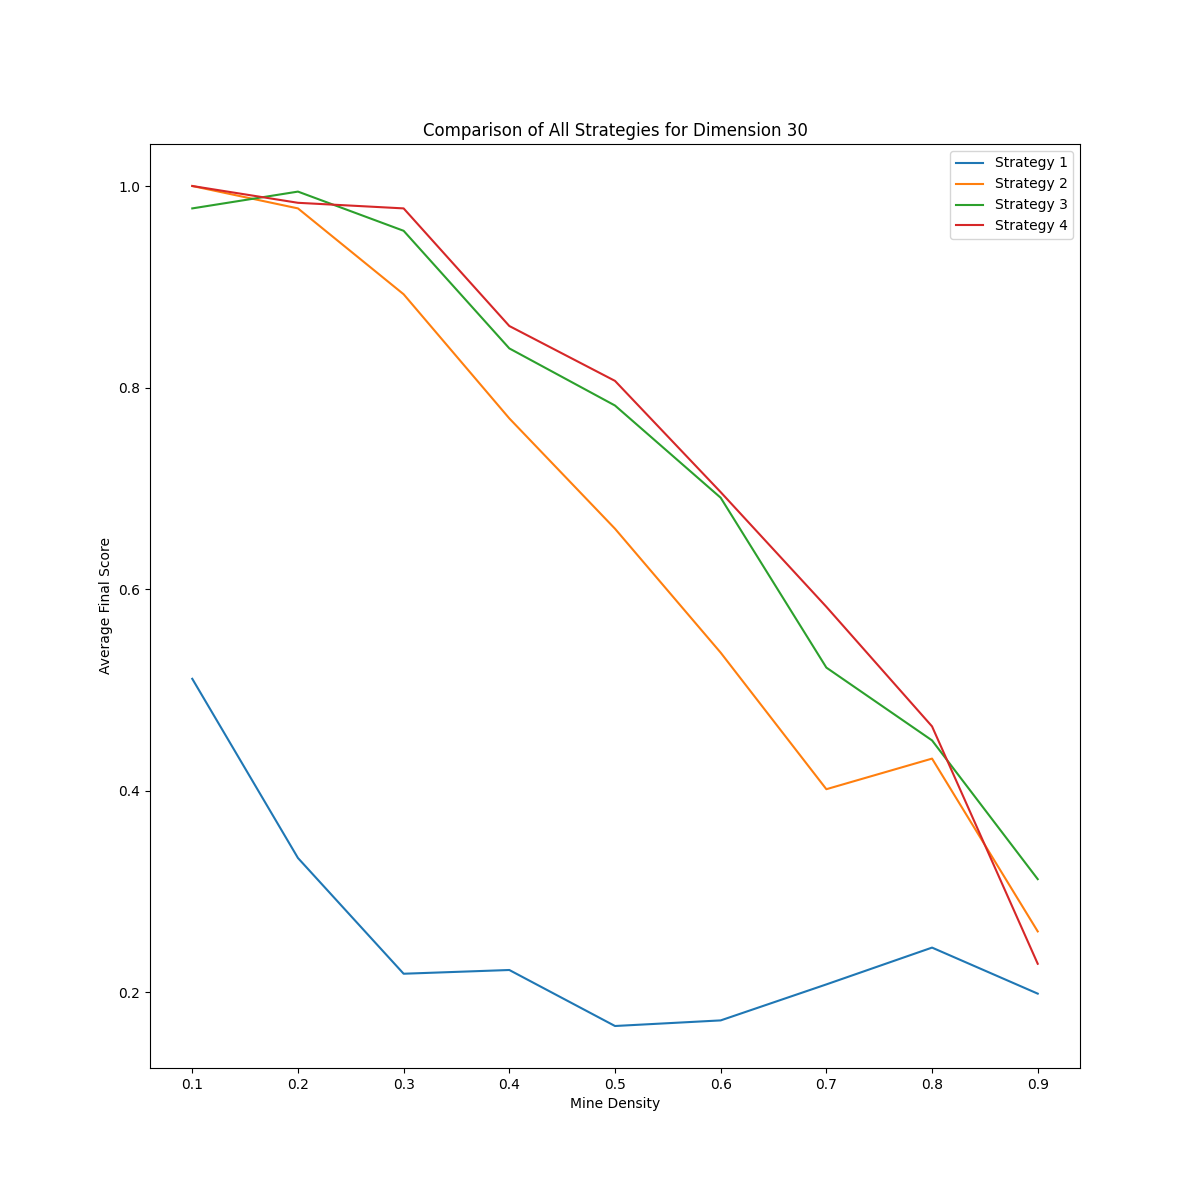 Comparison of All Strategies for Dimension 30
Strategy 1
Strategy 2
Strategy 3
Strategy 4
Average Final Score
1.0
0.8
0.6
0.4
0.2
0.1 0.2 0.3 0.4 0.5 0.6 0.7 0.8 0.9
Mine Density